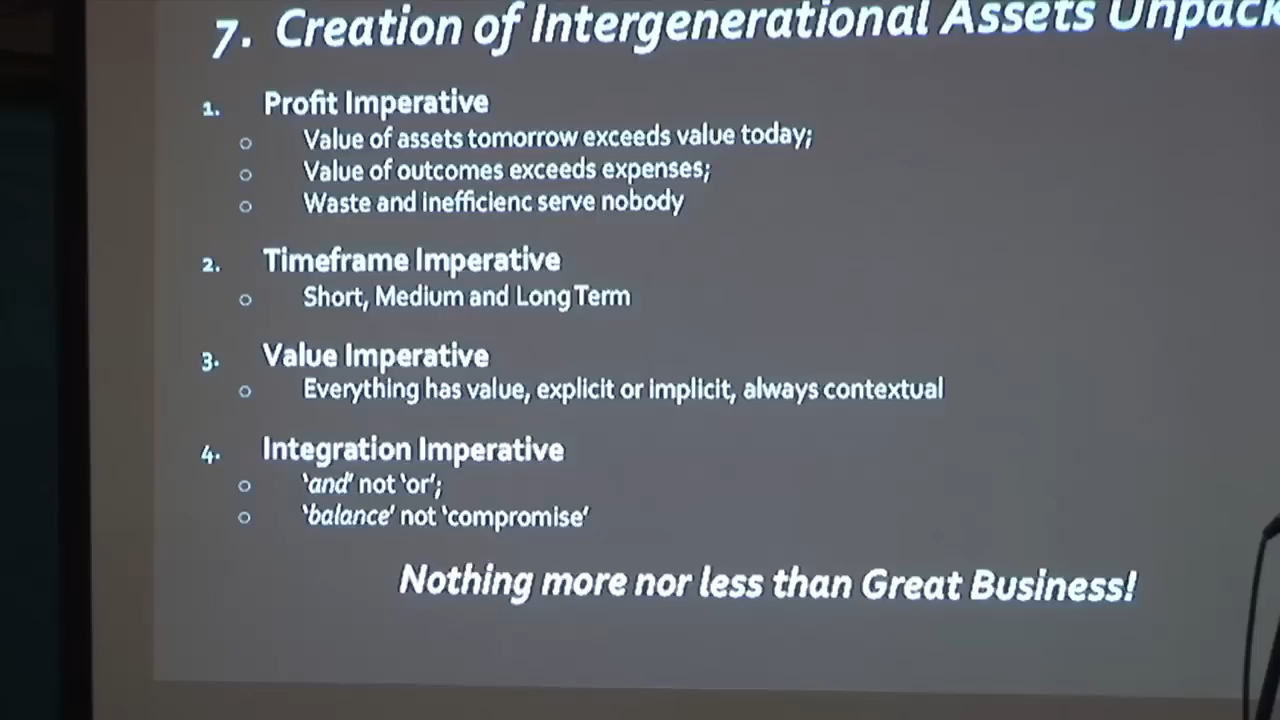 7. Creation of Intergenerational Assets Unpack
1. Profit Imperative
o Value of assets tomorrow exceeds value today;
o Value of outcomes exceeds expenses;
o Waste and inefficienc serve nobody
2. Timeframe Imperative
o Short, Medium and Long Term
3. Value Imperative
o Everything has value, explicit or implicit, always contextual
4. Integration Imperative
o 'and' not 'or';
o 'balance' not 'compromise'
Nothing more nor less than Great Business!